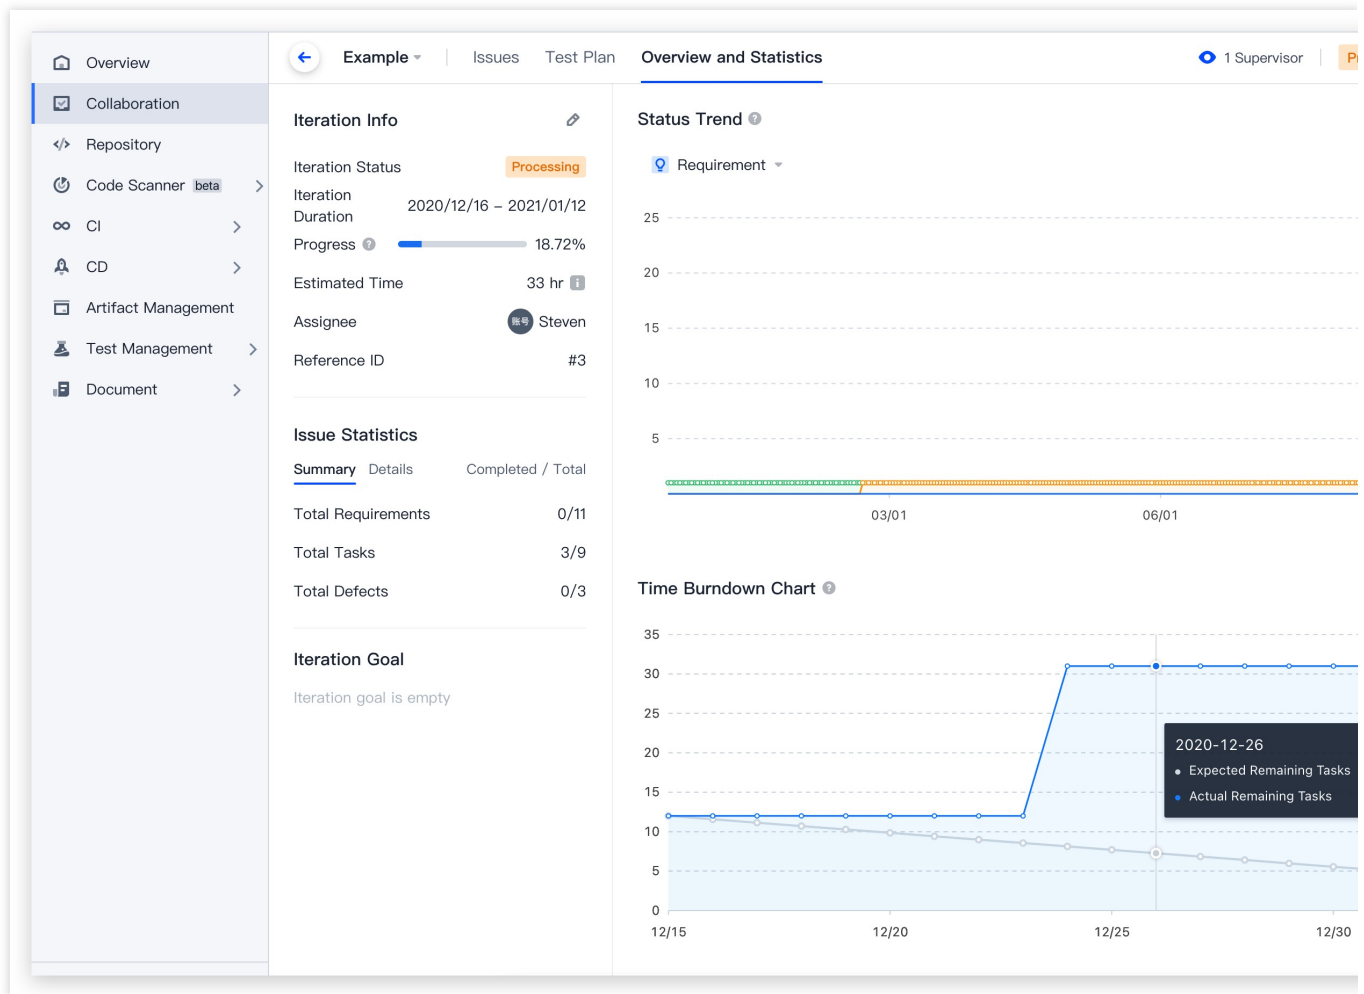 Overview
Collaboration
Repository
Code Scanner beta
CI
CD
Artifact Management
Test Management
Document
Example
Issues
Test Plan
Overview and Statistics
1 Supervisor
Iteration Info
Iteration Status Processing
Iteration Duration 2020/12/16 – 2021/01/12
Progress 18.72%
Estimated Time 33 hr
Assignee 账号 Steven
Reference ID #3
Issue Statistics
Summary Details Completed / Total
Total Requirements 0/11
Total Tasks 3/9
Total Defects 0/3
Iteration Goal
Iteration goal is empty
Status Trend
Requirement
25
20
15
10
5
03/01 06/01
Time Burndown Chart
35
30
25
20
15
10
5
0
12/15 12/20 12/25 12/30
2020-12-26
Expected Remaining Tasks
Actual Remaining Tasks